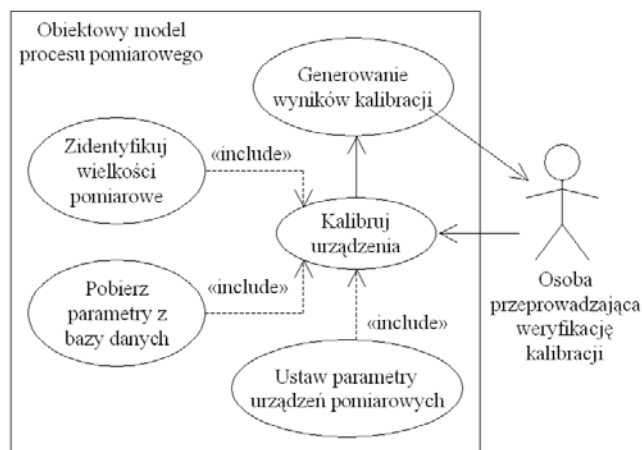 Obiektowy model
procesu pomiarowego
Generowanie
wyników kalibracji
Zidentyfikuj
wielkości
pomiarowe
«include»
Kalibruj
urządzenia
Pobierz
parametry z
bazy danych
«include»
«include»
Ustaw parametry
urządzeń pomiarowych
Osoba
przeprowadzająca
weryfikację
kalibracji